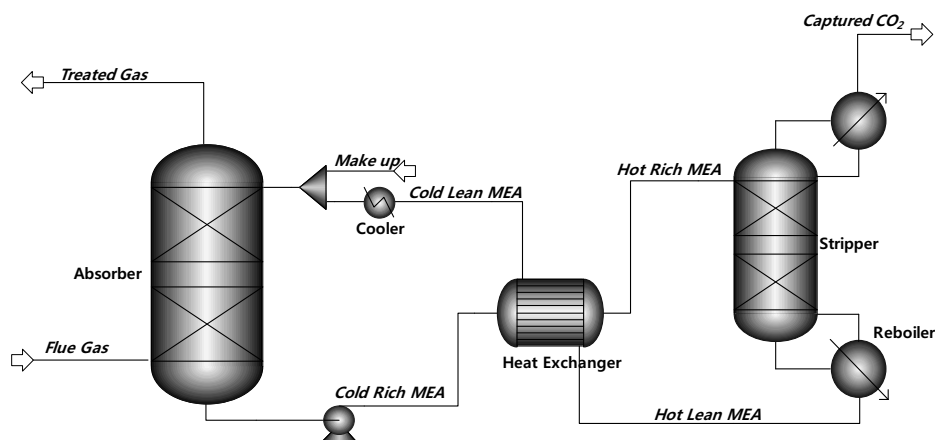 Captured CO₂
Treated Gas
Make up
Hot Rich MEA
Cold Lean MEA
Cooler
Stripper
Absorber
Reboiler
Flue Gas
Heat Exchanger
Cold Rich MEA
Hot Lean MEA